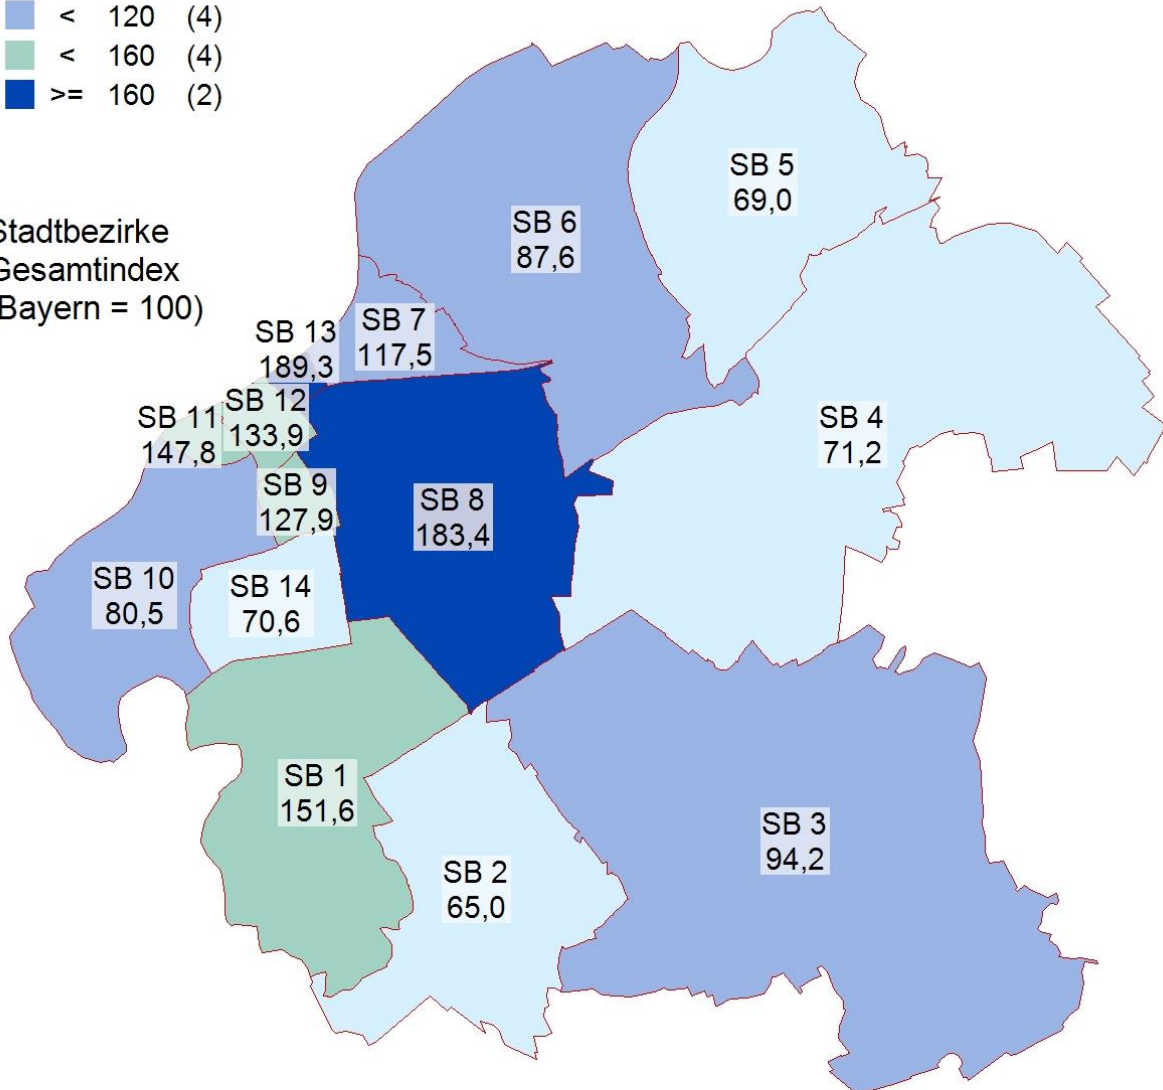 < 120 (4)
< 160 (4)
>= 160 (2)
Stadtbezirke
Gesamtindex
(Bayern = 100)
SB 5
69,0
SB 6
87,6
SB 7
117,5
SB 13
189,3
SB 12
133,9
SB 11
147,8
SB 4
71,2
SB 9
127,9
SB 8
183,4
SB 10
80,5
SB 14
70,6
SB 1
151,6
SB 3
94,2
SB 2
65,0